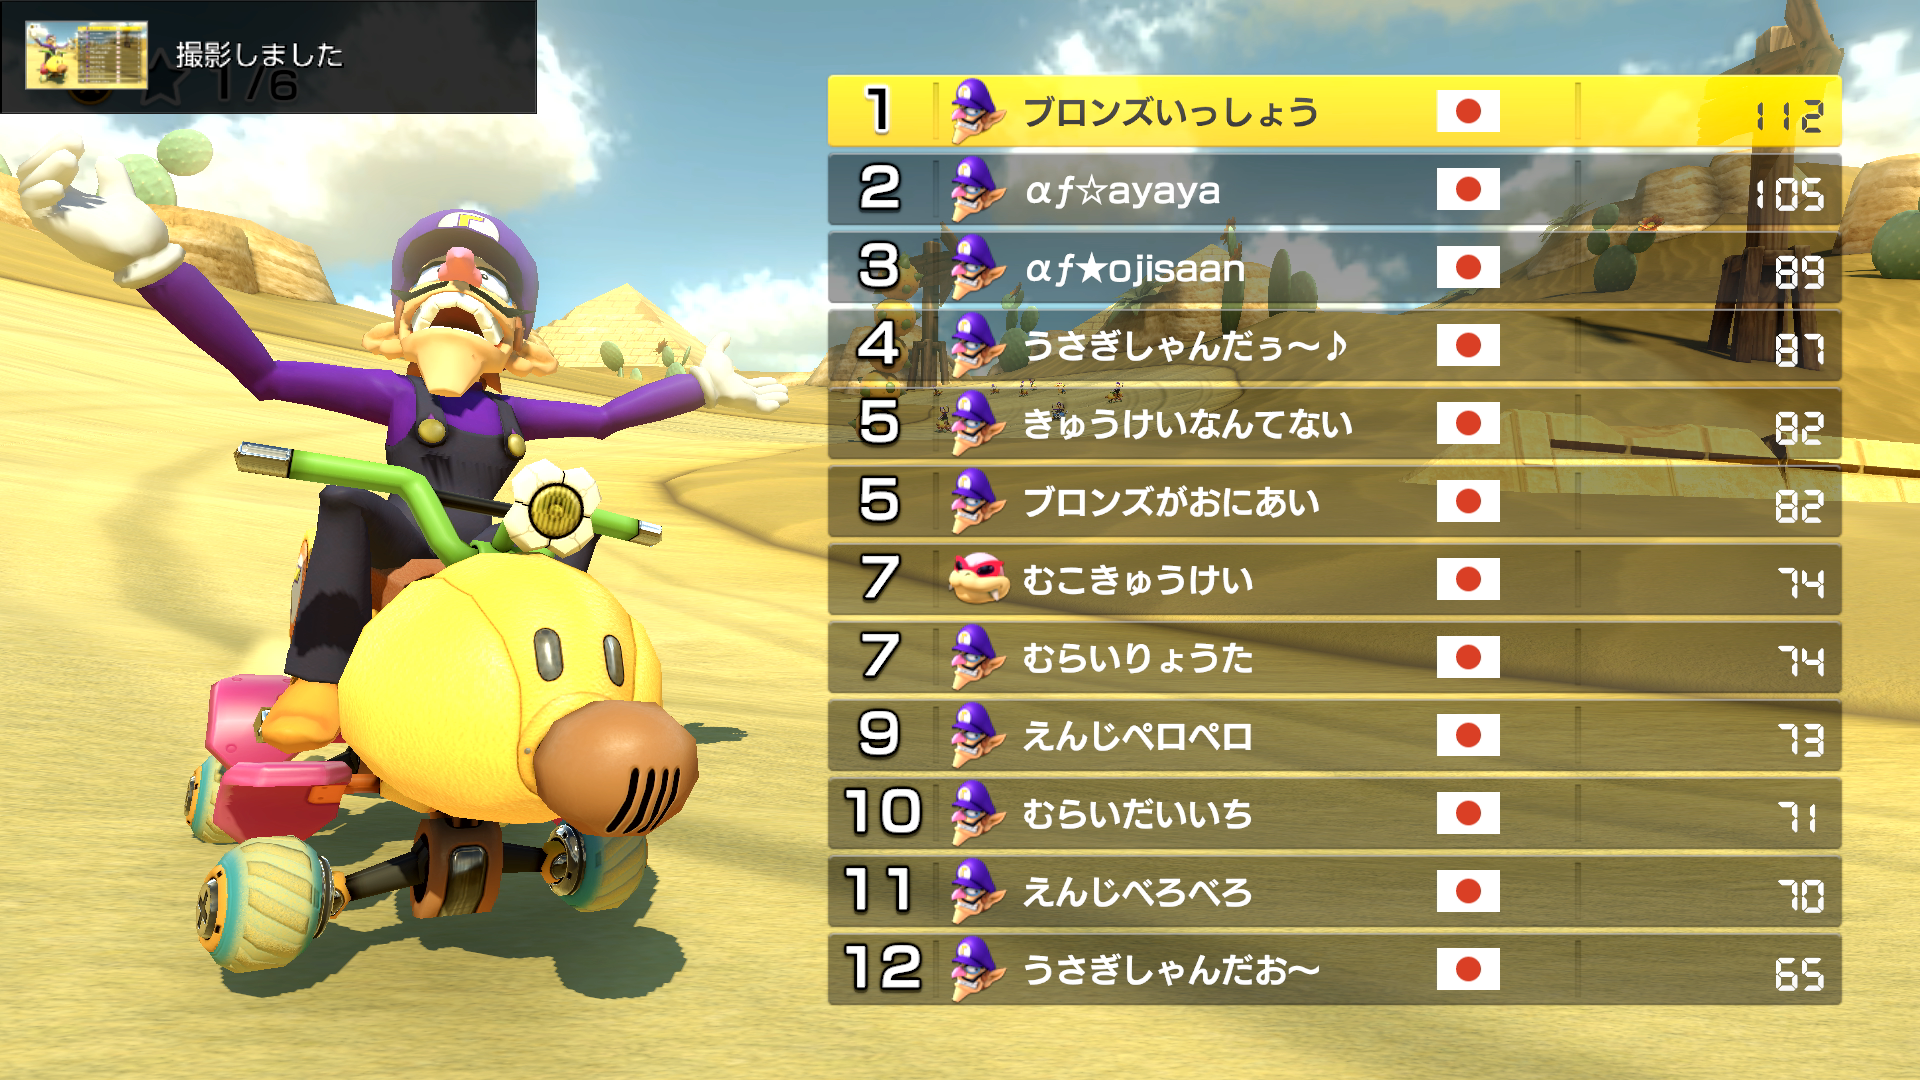 撮影しました
1/6
1 ブロンズいっしょう 112
2 αƒ☆ayaya 105
3 αƒ★ojisaan 89
4 うさぎしゃんだぅ～♪ 87
5 きゅうけいなんてない 82
5 ブロンズがおにあい 82
7 むこきゅうけい 74
7 むらいりょうた 74
9 えんじペロペロ 73
10 むらいだいいち 71
11 えんじべろべろ 70
12 うさぎしゃんだお～ 65